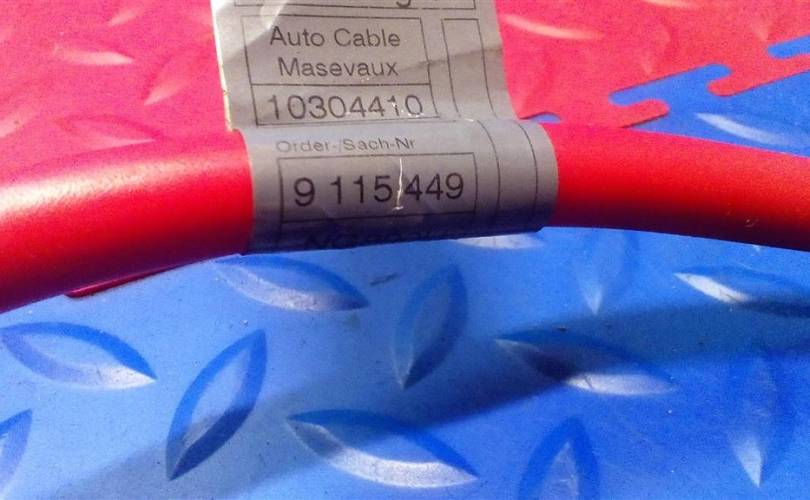 Auto Cable
Masevaux
10304410
Order-/Sach-Nr
9 115 449